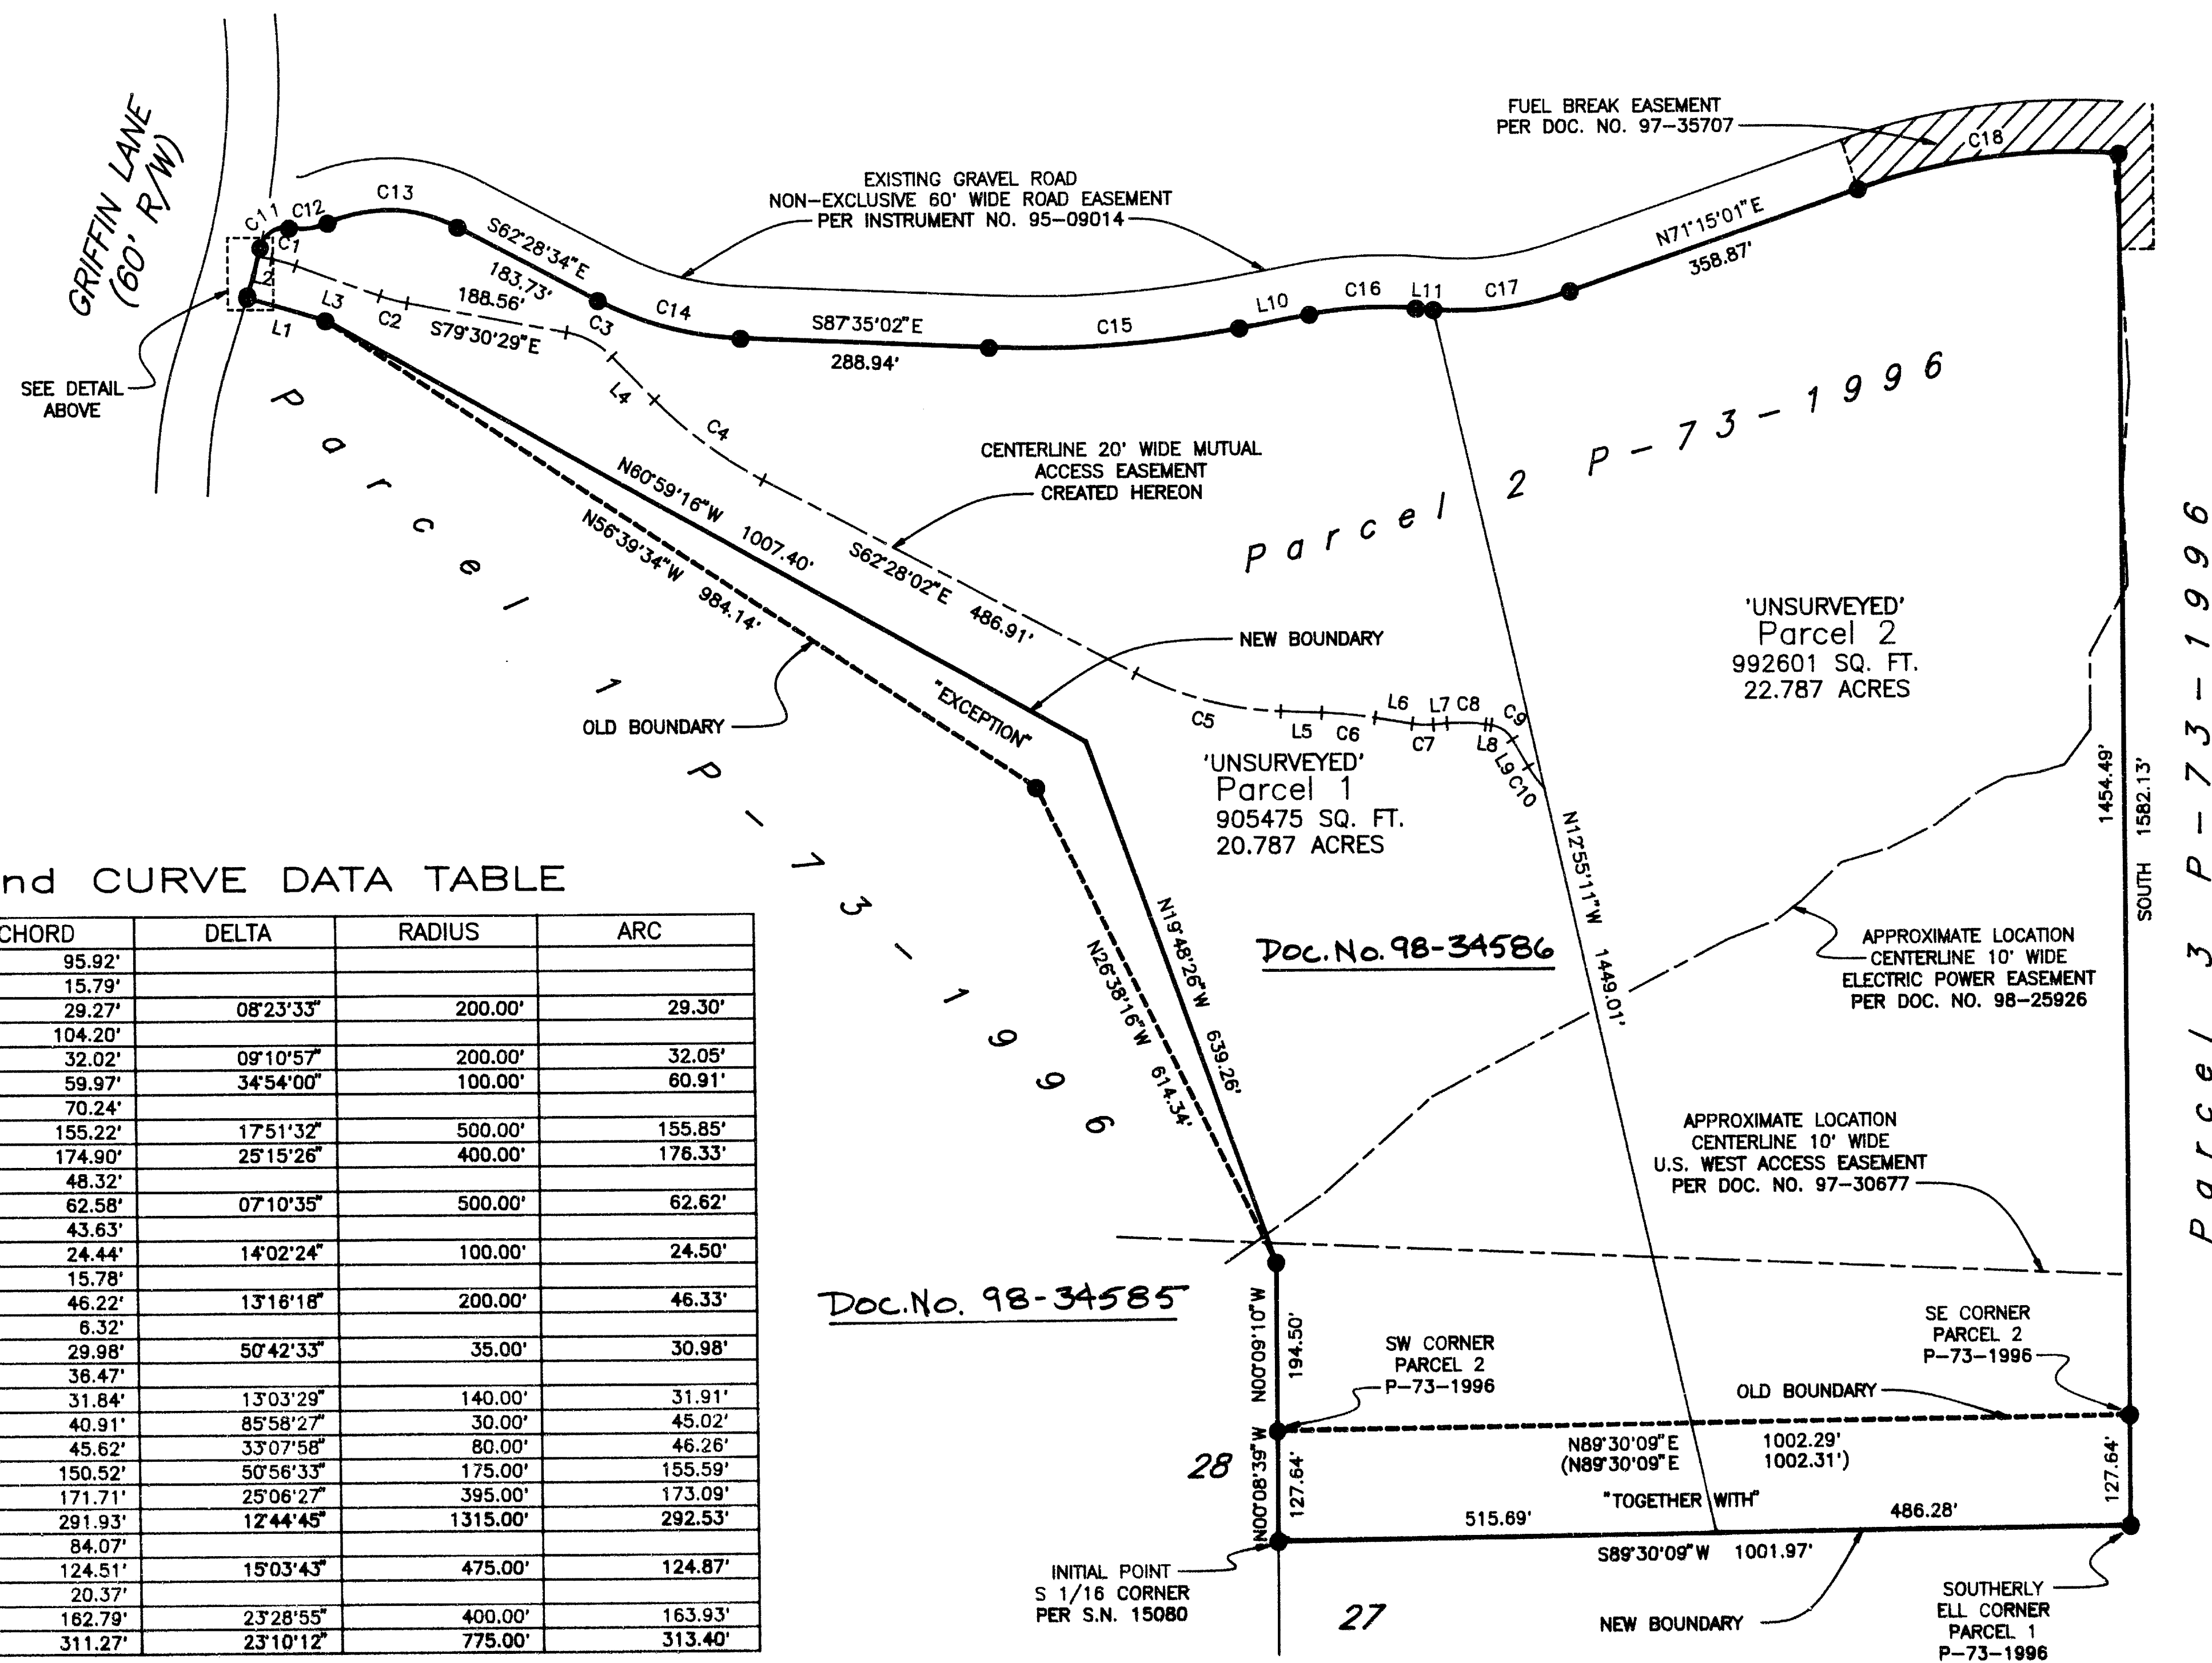 GRIFFIN LANE
(60' R/W)
SEE DETAIL
ABOVE
C11
C12
C13
C1
L2
L1
L3
C2
188.56'
S79°30'29"E
C3
S62°28'34"E
183.73'
C14
S87°35'02"E
288.94'
C15
L10
C16
L11
C17
N71°15'01"E
358.87'
C18
FUEL BREAK EASEMENT
PER DOC. NO. 97-35707
EXISTING GRAVEL ROAD
NON-EXCLUSIVE 60' WIDE ROAD EASEMENT
PER INSTRUMENT NO. 95-09014
L4
C4
CENTERLINE 20' WIDE MUTUAL
ACCESS EASEMENT
CREATED HEREON
N60°59'16"W 1007.40'
N56°39'34"W 984.14'
S62°28'02"E 486.91'
Parcel 2 P-73-1996
Parcel 1 P-73-1996
Parcel 3 P-73-1996
'UNSURVEYED'
Parcel 2
992601 SQ. FT.
22.787 ACRES
NEW BOUNDARY
OLD BOUNDARY
"EXCEPTION"
C5
L5
C6
L6
C7
L7
C8
L8
C9
L9
C10
'UNSURVEYED'
Parcel 1
905475 SQ. FT.
20.787 ACRES
N12°55'11"W 1449.01'
1454.49'
SOUTH 1582.13'
N19°48'26"W 639.26'
N26°38'16"W 614.34'
Doc.No. 98-34586
APPROXIMATE LOCATION
CENTERLINE 10' WIDE
ELECTRIC POWER EASEMENT
PER DOC. NO. 98-25926
APPROXIMATE LOCATION
CENTERLINE 10' WIDE
U.S. WEST ACCESS EASEMENT
PER DOC. NO. 97-30677
Doc.No. 98-34585
N00°09'10"W
194.50'
SW CORNER
PARCEL 2
P-73-1996
SE CORNER
PARCEL 2
P-73-1996
OLD BOUNDARY
28
N00°08'39"W
127.64'
N89°30'09"E 1002.29'
(N89°30'09"E 1002.31')
127.64'
"TOGETHER WITH"
515.69'
486.28'
S89°30'09"W 1001.97'
INITIAL POINT
S 1/16 CORNER
PER S.N. 15080
27
NEW BOUNDARY
SOUTHERLY
ELL CORNER
PARCEL 1
P-73-1996
nd CURVE DATA TABLE
CHORD DELTA RADIUS ARC
95.92'
15.79'
29.27' 08°23'33" 200.00' 29.30'
104.20'
32.02' 09°10'57" 200.00' 32.05'
59.97' 34°54'00" 100.00' 60.91'
70.24'
155.22' 17°51'32" 500.00' 155.85'
174.90' 25°15'26" 400.00' 176.33'
48.32'
62.58' 07°10'35" 500.00' 62.62'
43.63'
24.44' 14°02'24" 100.00' 24.50'
15.78'
46.22' 13°16'18" 200.00' 46.33'
6.32'
29.98' 50°42'33" 35.00' 30.98'
36.47'
31.84' 13°03'29" 140.00' 31.91'
40.91' 85°58'27" 30.00' 45.02'
45.62' 33°07'58" 80.00' 46.26'
150.52' 50°56'33" 175.00' 155.59'
171.71' 25°06'27" 395.00' 173.09'
291.93' 12°44'45" 1315.00' 292.53'
84.07'
124.51' 15°03'43" 475.00' 124.87'
20.37'
162.79' 23°28'55" 400.00' 163.93'
311.27' 23°10'12" 775.00' 313.40'